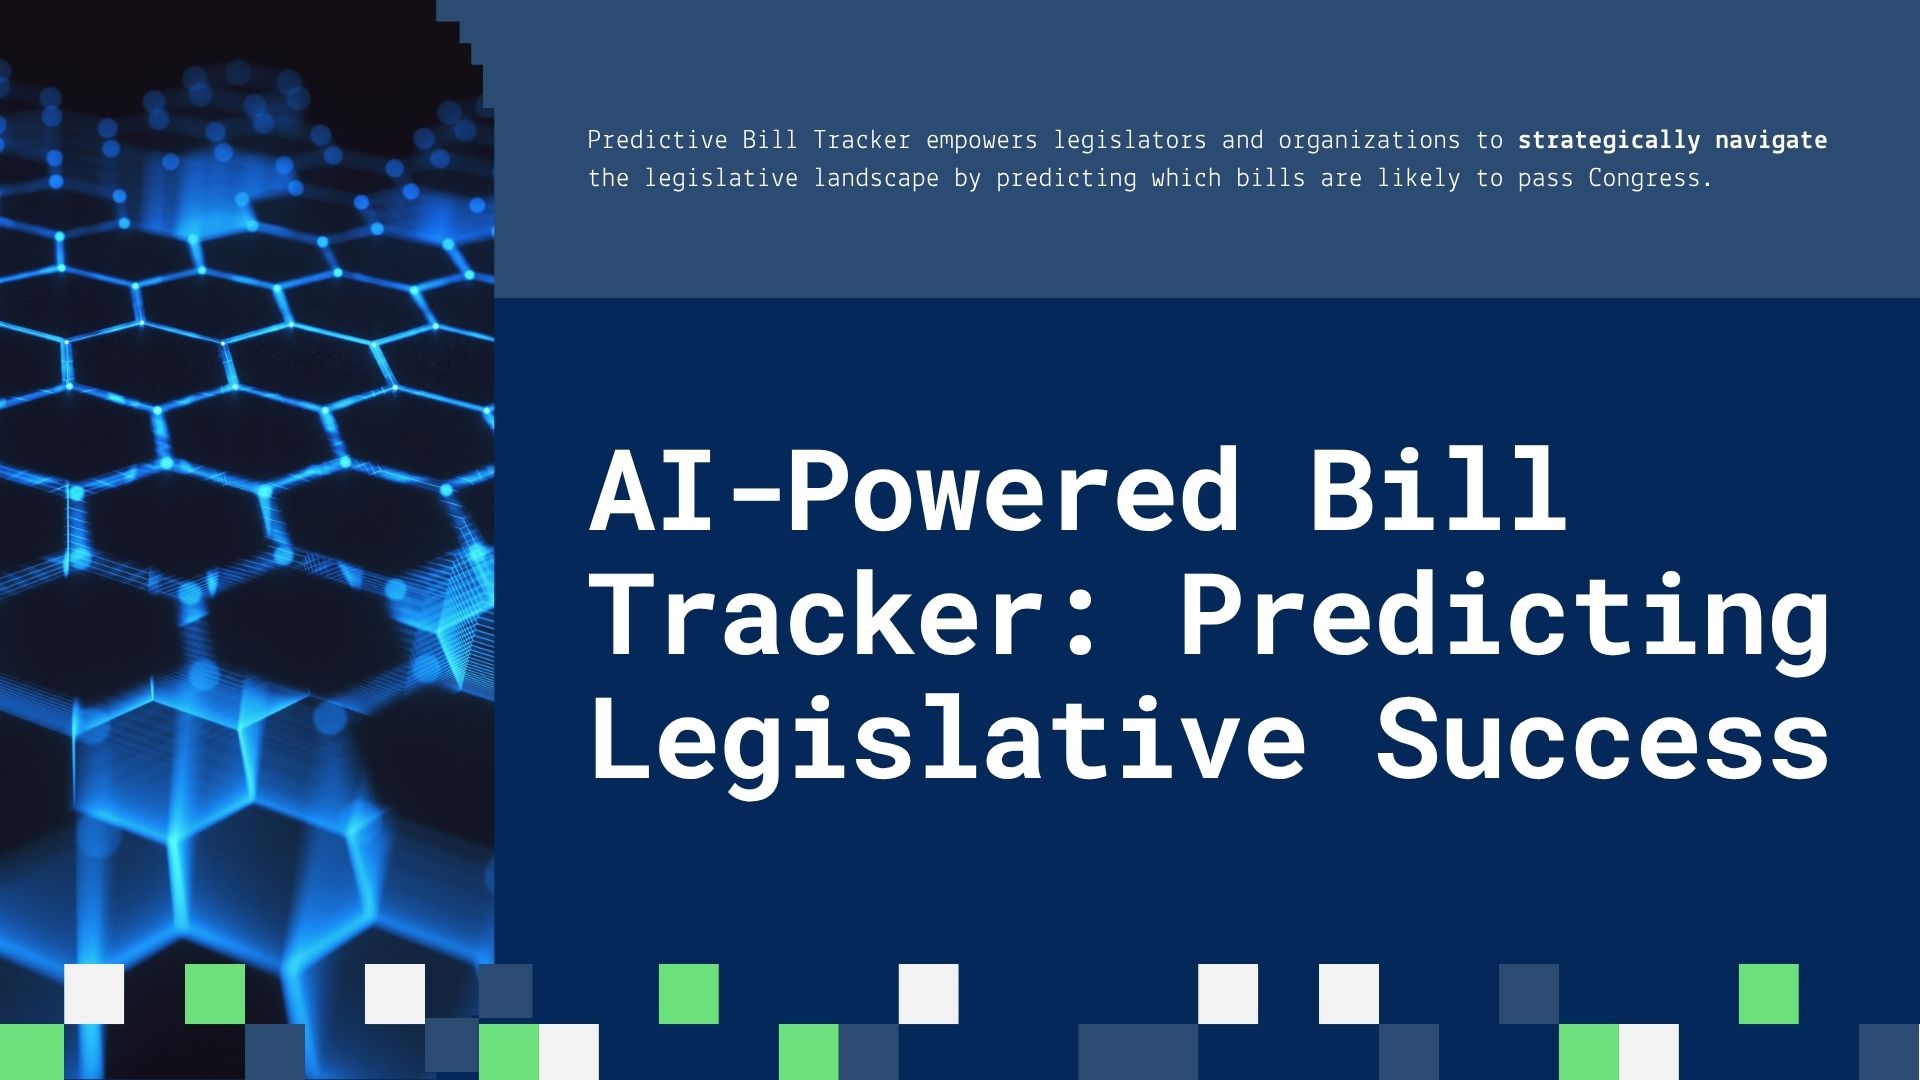 Predictive Bill Tracker empowers legislators and organizations to strategically navigate
the legislative landscape by predicting which bills are likely to pass Congress.
AI-Powered Bill
Tracker: Predicting
Legislative Success